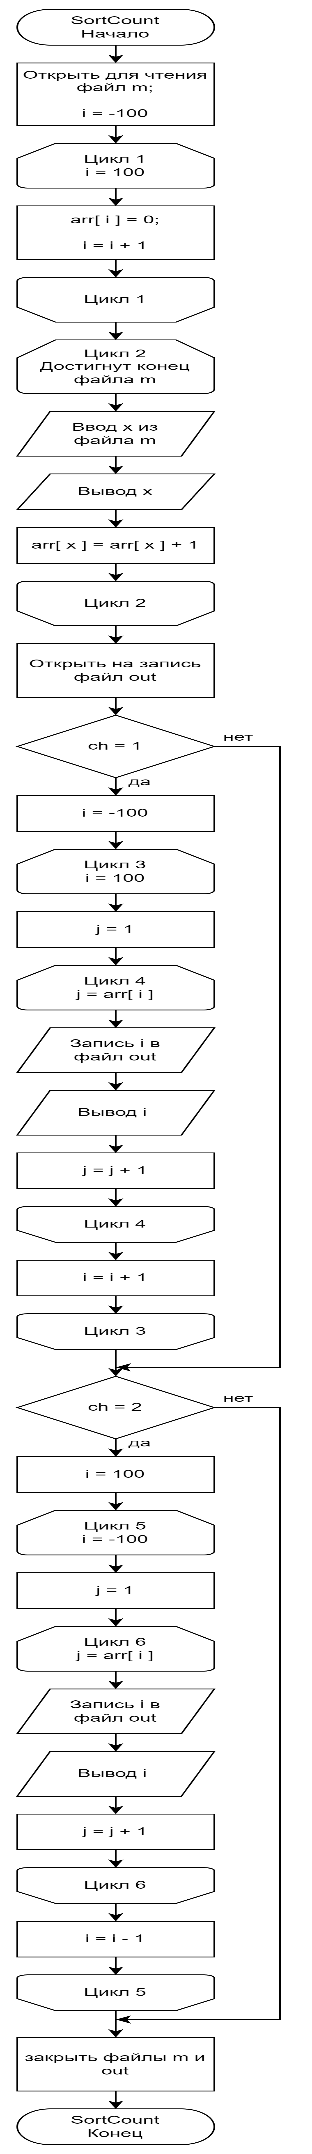 SortCount
Начало
Открыть для чтения
файл m;
i = -100
Цикл 1
i = 100
arr[ i ] = 0;
i = i + 1
Цикл 1
Цикл 2
Достигнут конец
файла m
Ввод x из
файла m
Вывод x
arr[ x ] = arr[ x ] + 1
Цикл 2
Открыть на запись
файл out
ch = 1
нет
да
i = -100
Цикл 3
i = 100
j = 1
Цикл 4
j = arr[ i ]
Запись i в
файл out
Вывод i
j = j + 1
Цикл 4
i = i + 1
Цикл 3
ch = 2
нет
да
i = 100
Цикл 5
i = -100
j = 1
Цикл 6
j = arr[ i ]
Запись i в
файл out
Вывод i
j = j + 1
Цикл 6
i = i - 1
Цикл 5
закрыть файлы m и
out
SortCount
Конец